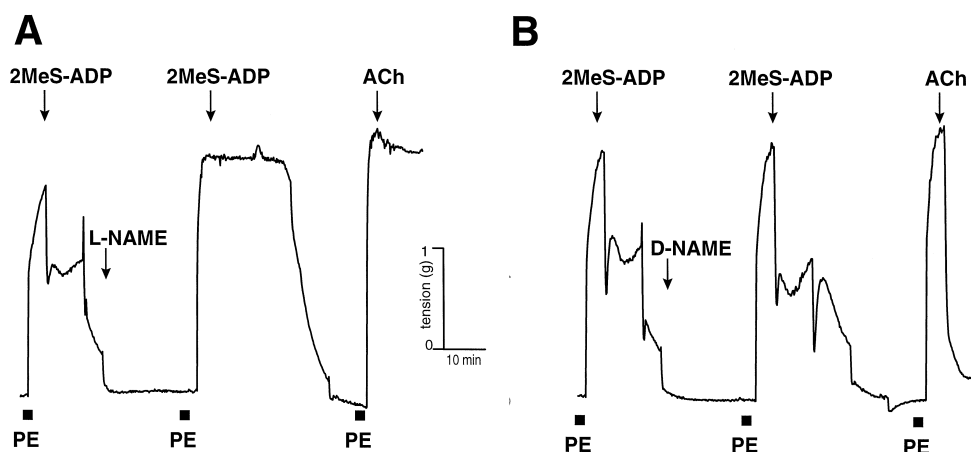 A
2MeS-ADP 2MeS-ADP ACh
L-NAME
1
tension (g)
0
10 min
PE PE PE
B
2MeS-ADP 2MeS-ADP ACh
D-NAME
PE PE PE